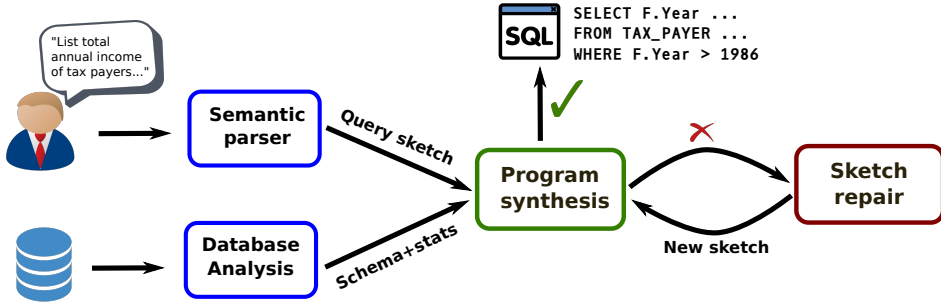 "List total
annual income
of tax payers..."
SQL
SELECT F.Year ...
FROM TAX_PAYER ...
WHERE F.Year > 1986
Semantic
parser
Query sketch
Program
synthesis
Sketch
repair
Database
Analysis
Schema+stats
New sketch